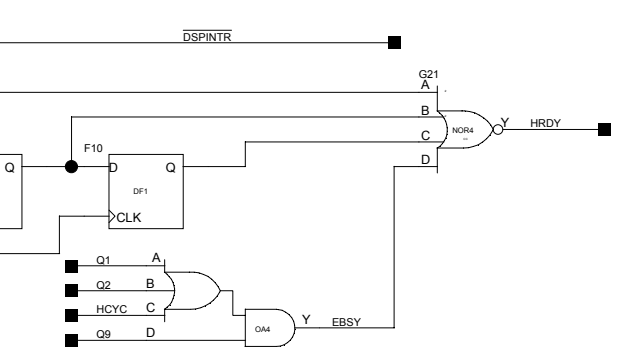 DSPINTR
G21
A
B
Y HRDY
NOR4
C
F10
D
Q D Q
DF1
CLK
Q1 A
Q2 B
HCYC C
Y EBSY
OA4
Q9 D